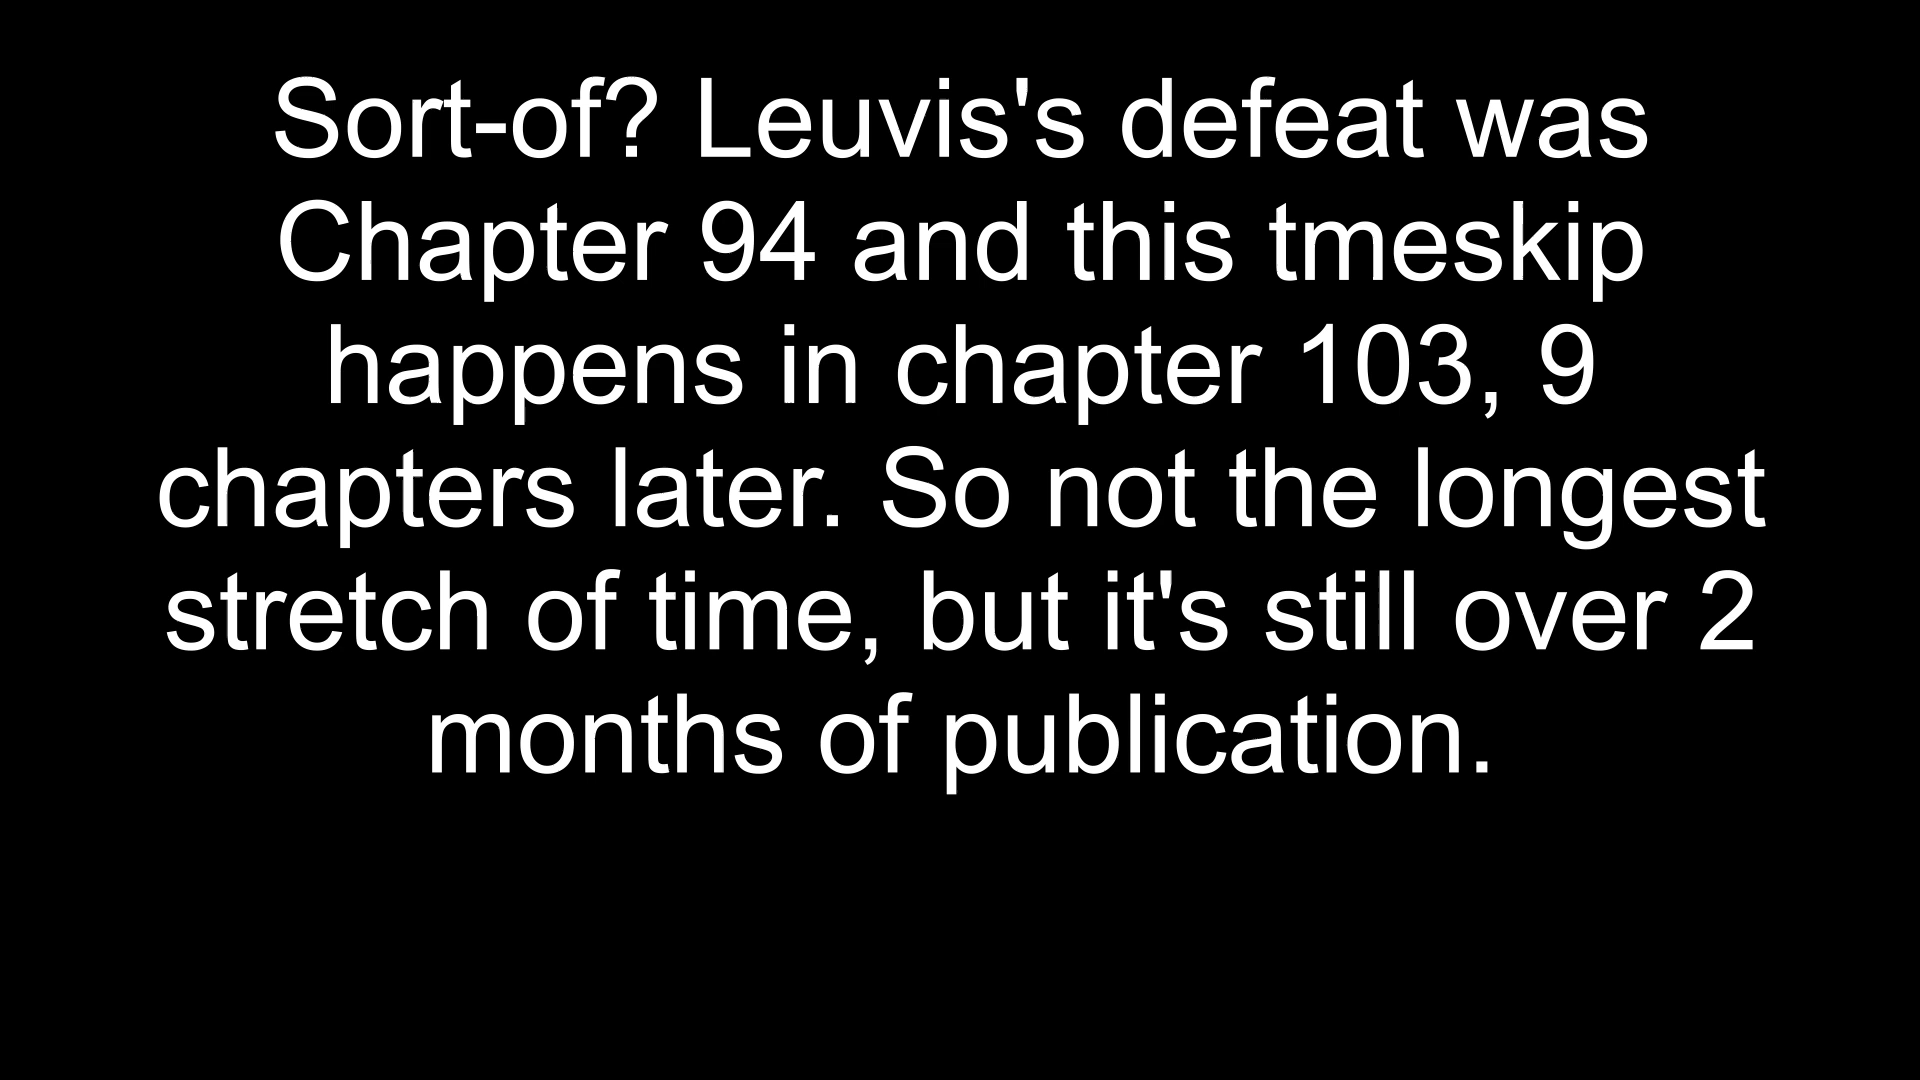 Sort-of? Leuvis's defeat was
Chapter 94 and this tmeskip
happens in chapter 103, 9
chapters later. So not the longest
stretch of time, but it's still over 2
months of publication.